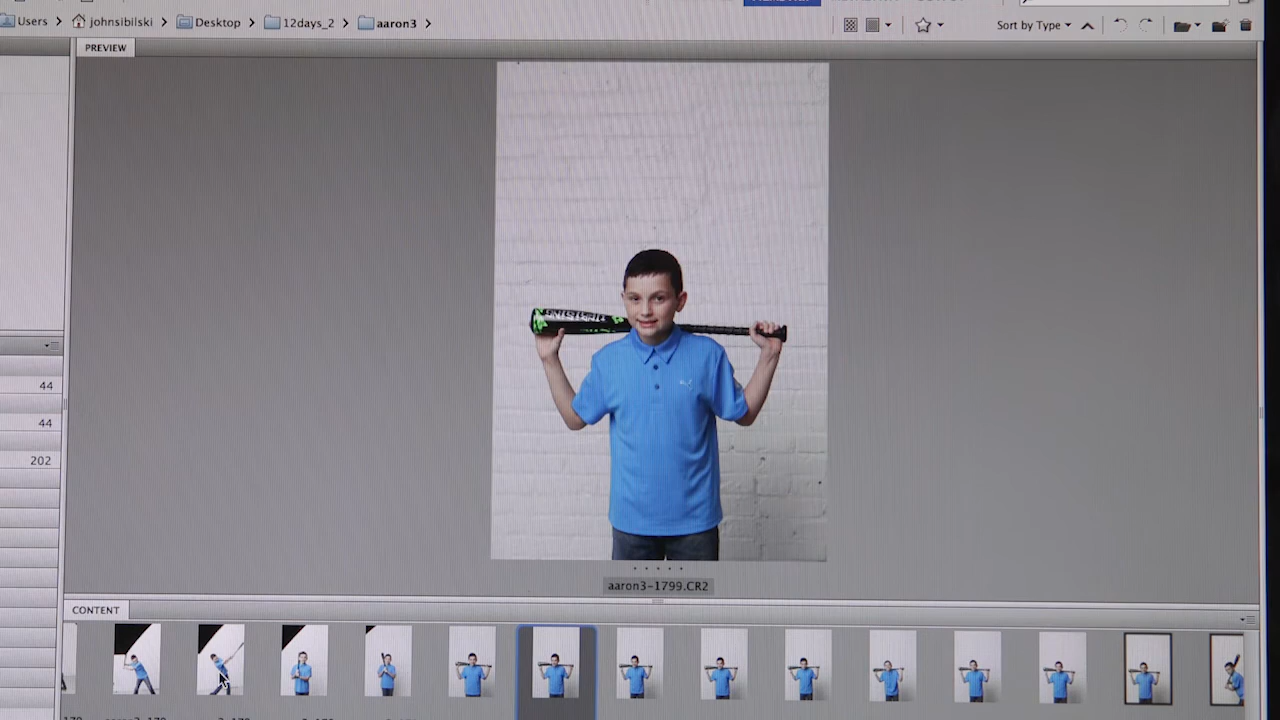 Users johnsibilski Desktop 12days_2 aaron3
Sort by Type
PREVIEW
44
44
202
aaron3-1799.CR2
CONTENT